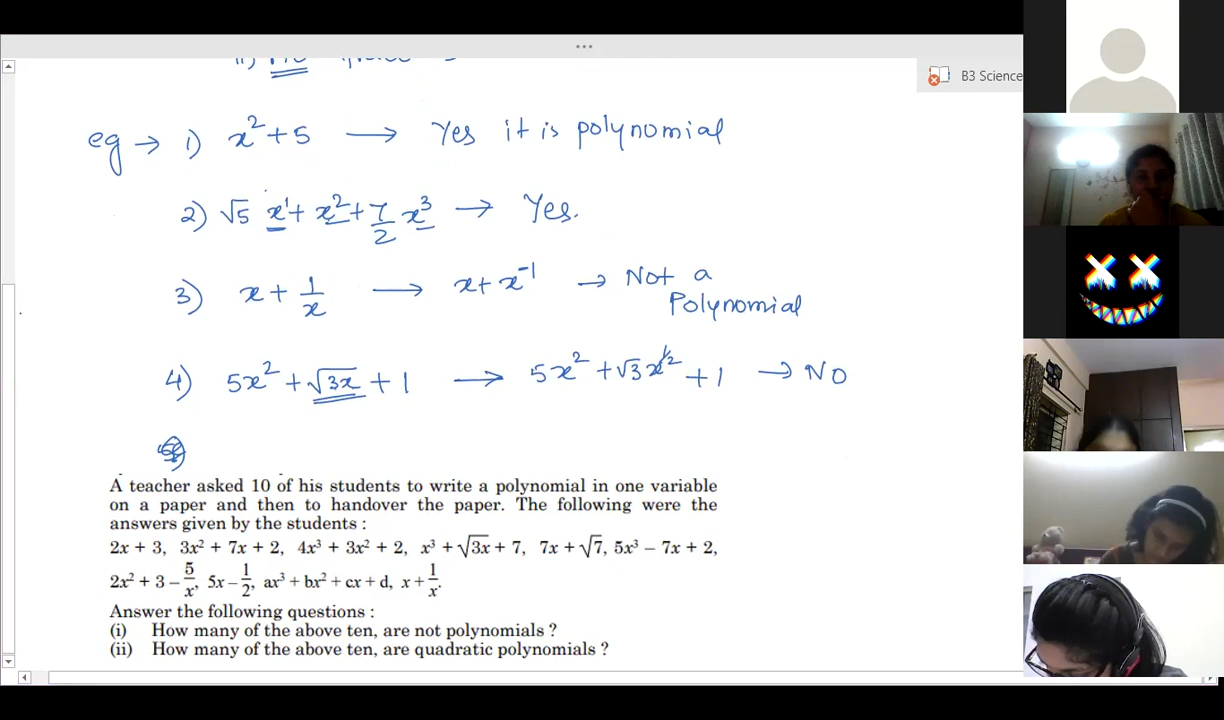 B3 Science
eg → 1) x² + 5 → Yes it is polynomial
2) √5 x¹ + x² + 7/2 x³ → Yes.
3) x + 1/x → x + x⁻¹ → Not a
Polynomial
4) 5x² + √3x + 1 → 5x² + √3 x^1/2 + 1 → NO
A teacher asked 10 of his students to write a polynomial in one variable
on a paper and then to handover the paper. The following were the
answers given by the students :
2x + 3, 3x² + 7x + 2, 4x³ + 3x² + 2, x³ + √3x + 7, 7x + √7, 5x³ – 7x + 2,
2x² + 3 – 5/x, 5x – 1/2, ax³ + bx² + cx + d, x + 1/x.
Answer the following questions :
(i) How many of the above ten, are not polynomials ?
(ii) How many of the above ten, are quadratic polynomials ?